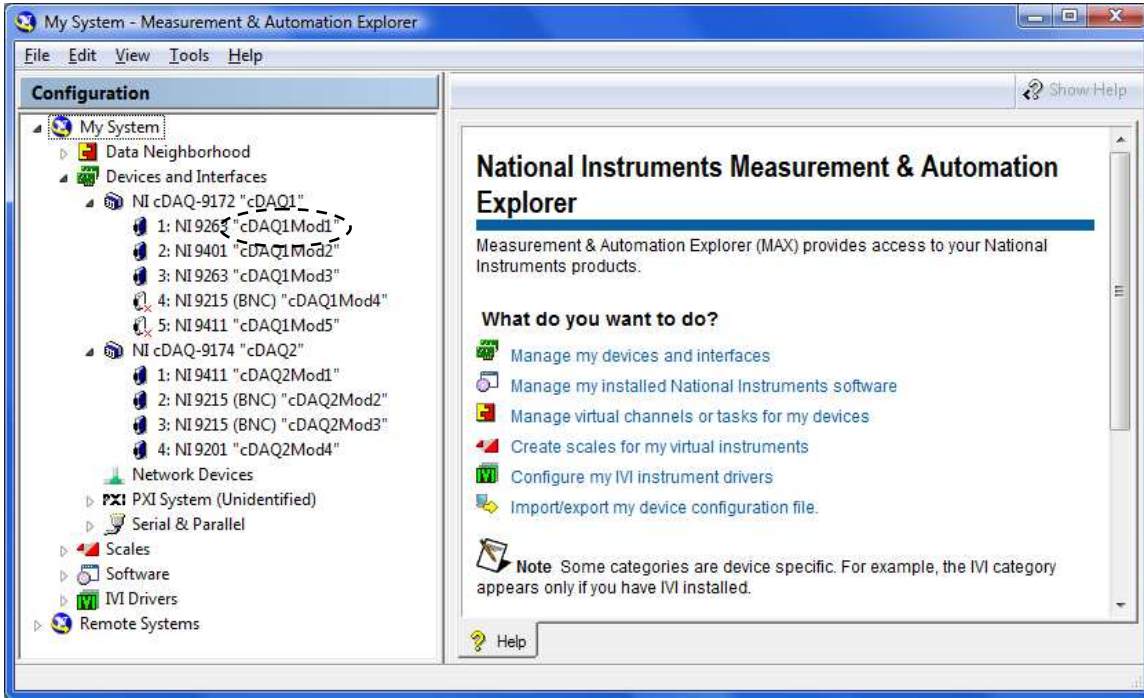 My System - Measurement & Automation Explorer
File Edit View Tools Help
Configuration
Show Help
My System
Data Neighborhood
Devices and Interfaces
NI cDAQ-9172 "cDAQ1"
1: NI 9263 "cDAQ1Mod1"
2: NI 9401 "cDAQ1Mod2"
3: NI 9263 "cDAQ1Mod3"
4: NI 9215 (BNC) "cDAQ1Mod4"
5: NI 9411 "cDAQ1Mod5"
NI cDAQ-9174 "cDAQ2"
1: NI 9411 "cDAQ2Mod1"
2: NI 9215 (BNC) "cDAQ2Mod2"
3: NI 9215 (BNC) "cDAQ2Mod3"
4: NI 9201 "cDAQ2Mod4"
Network Devices
PXI PXI System (Unidentified)
Serial & Parallel
Scales
Software
IVI Drivers
Remote Systems
National Instruments Measurement & Automation
Explorer
Measurement & Automation Explorer (MAX) provides access to your National
Instruments products.
What do you want to do?
Manage my devices and interfaces
Manage my installed National Instruments software
Manage virtual channels or tasks for my devices
Create scales for my virtual instruments
Configure my IVI instrument drivers
Import/export my device configuration file.
Note Some categories are device specific. For example, the IVI category
appears only if you have IVI installed.
Help